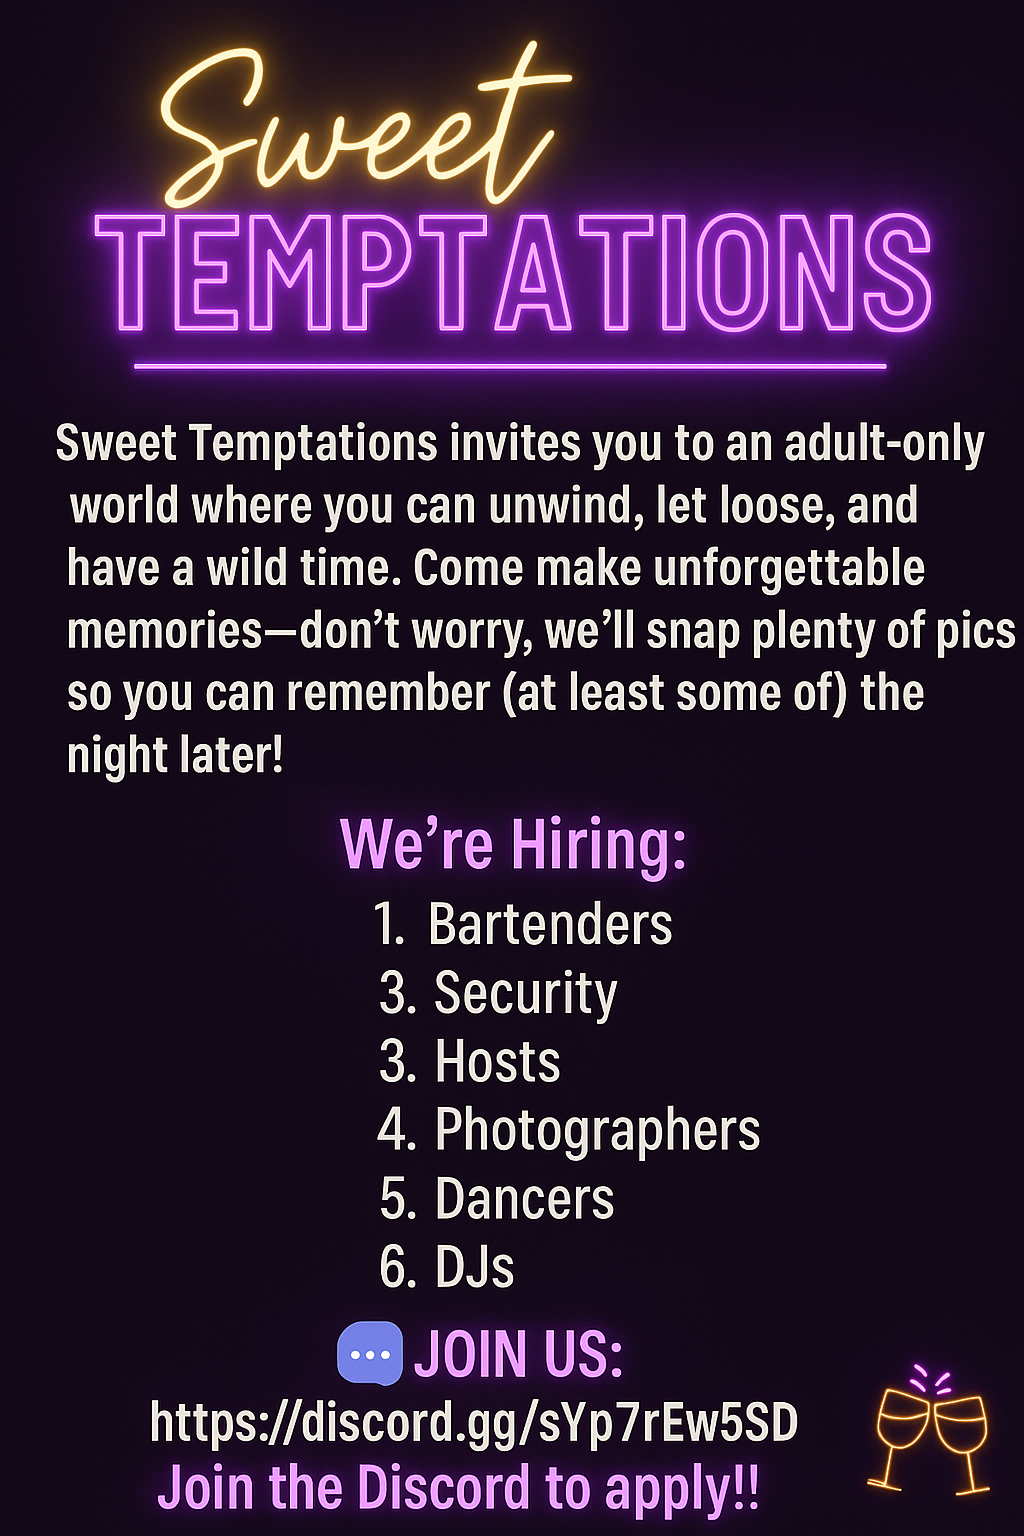 Sweet
TEMPTATIONS
Sweet Temptations invites you to an adult-only
world where you can unwind, let loose, and
have a wild time. Come make unforgettable
memories—don’t worry, we’ll snap plenty of pics
so you can remember (at least some of) the
night later!
We’re Hiring:
1. Bartenders
3. Security
3. Hosts
4. Photographers
5. Dancers
6. DJs
JOIN US:
https://discord.gg/sYp7rEw5SD
Join the Discord to apply!!